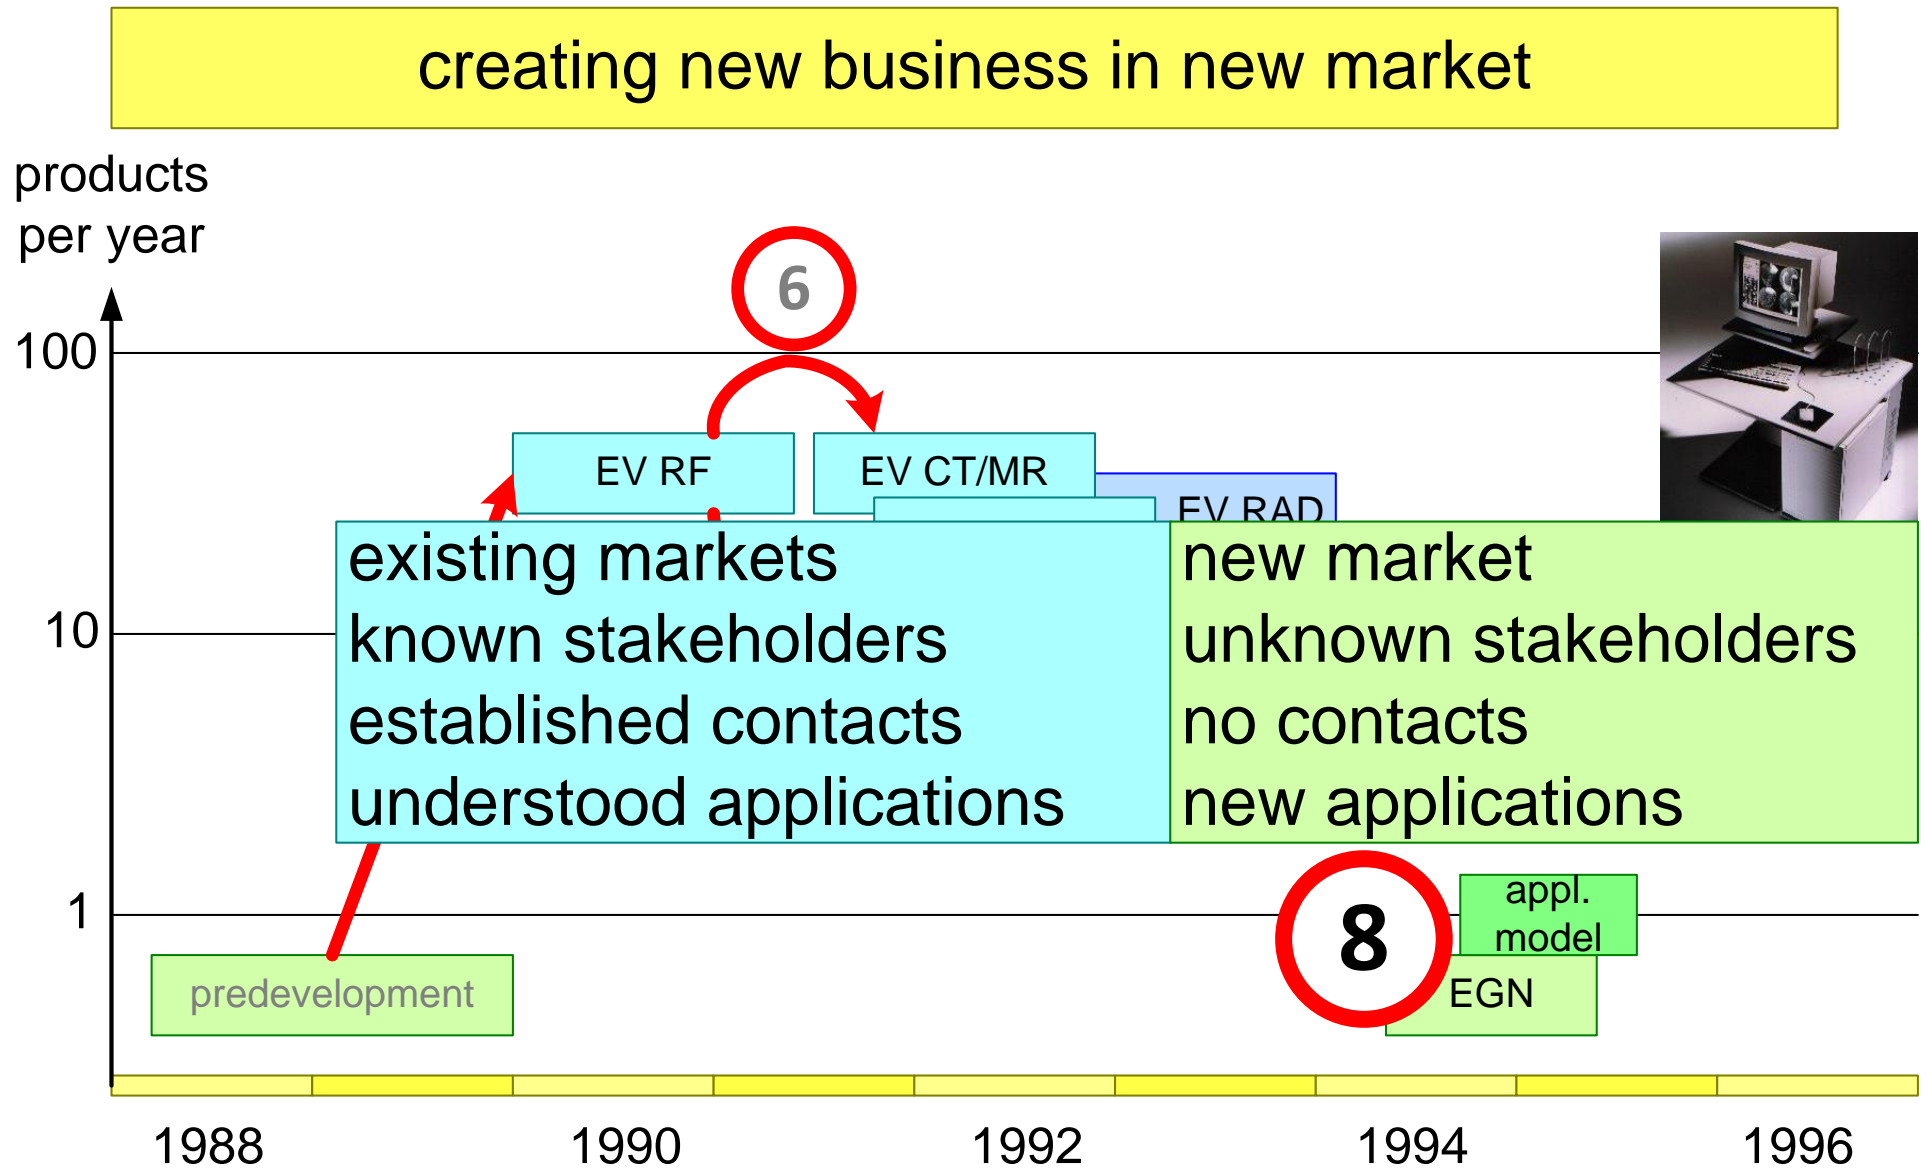 creating new business in new market
products
per year
6
100
EV RF
EV CT/MR
EV RAD
existing markets
known stakeholders
established contacts
understood applications
new market
unknown stakeholders
no contacts
new applications
10
1
8
appl.
model
predevelopment
EGN
1988
1990
1992
1994
1996